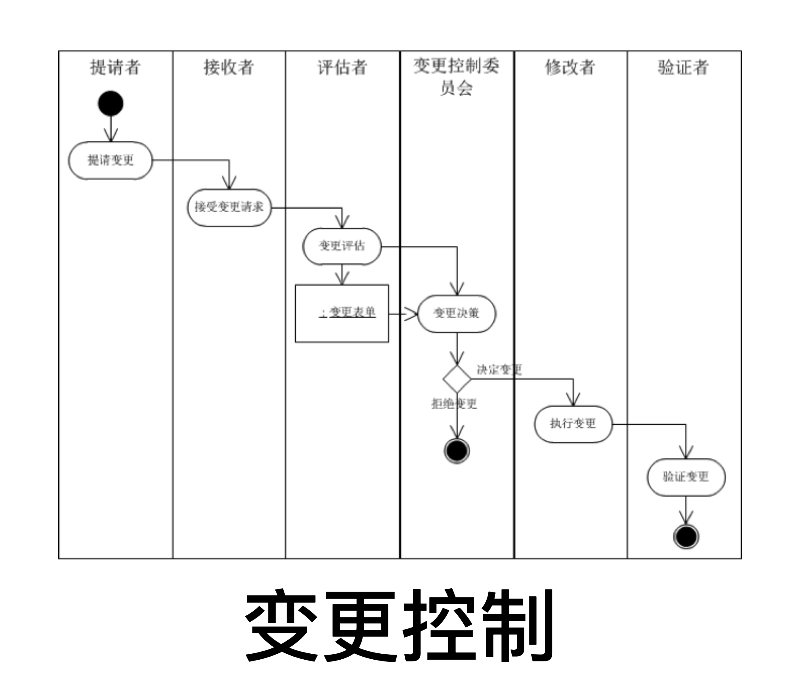 提请者
接收者
评估者
变更控制委
员会
修改者
验证者
提请变更
接受变更请求
变更评估
：变更表单
变更决策
决定变更
拒绝变更
执行变更
验证变更
变更控制